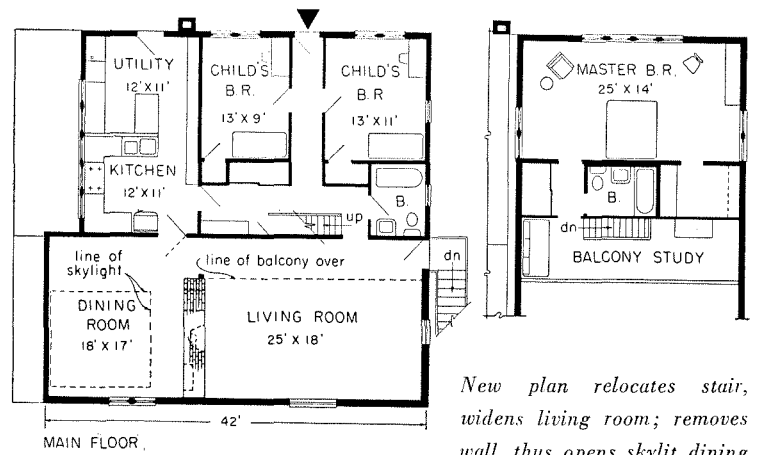 UTILITY
12' X 11'
CHILD'S
B.R.
13' X 9'
CHILD'S
B.R
13' X 11'
KITCHEN
12' X 11'
B.
up
line of
skylight
line of balcony over
dn
DINING
ROOM
18' X 17'
LIVING ROOM
25' X 18'
42'
MAIN FLOOR
MASTER B.R.
25' X 14'
B.
dn
BALCONY STUDY
New plan relocates stair,
widens living room; removes
wall, thus opens skylit dining